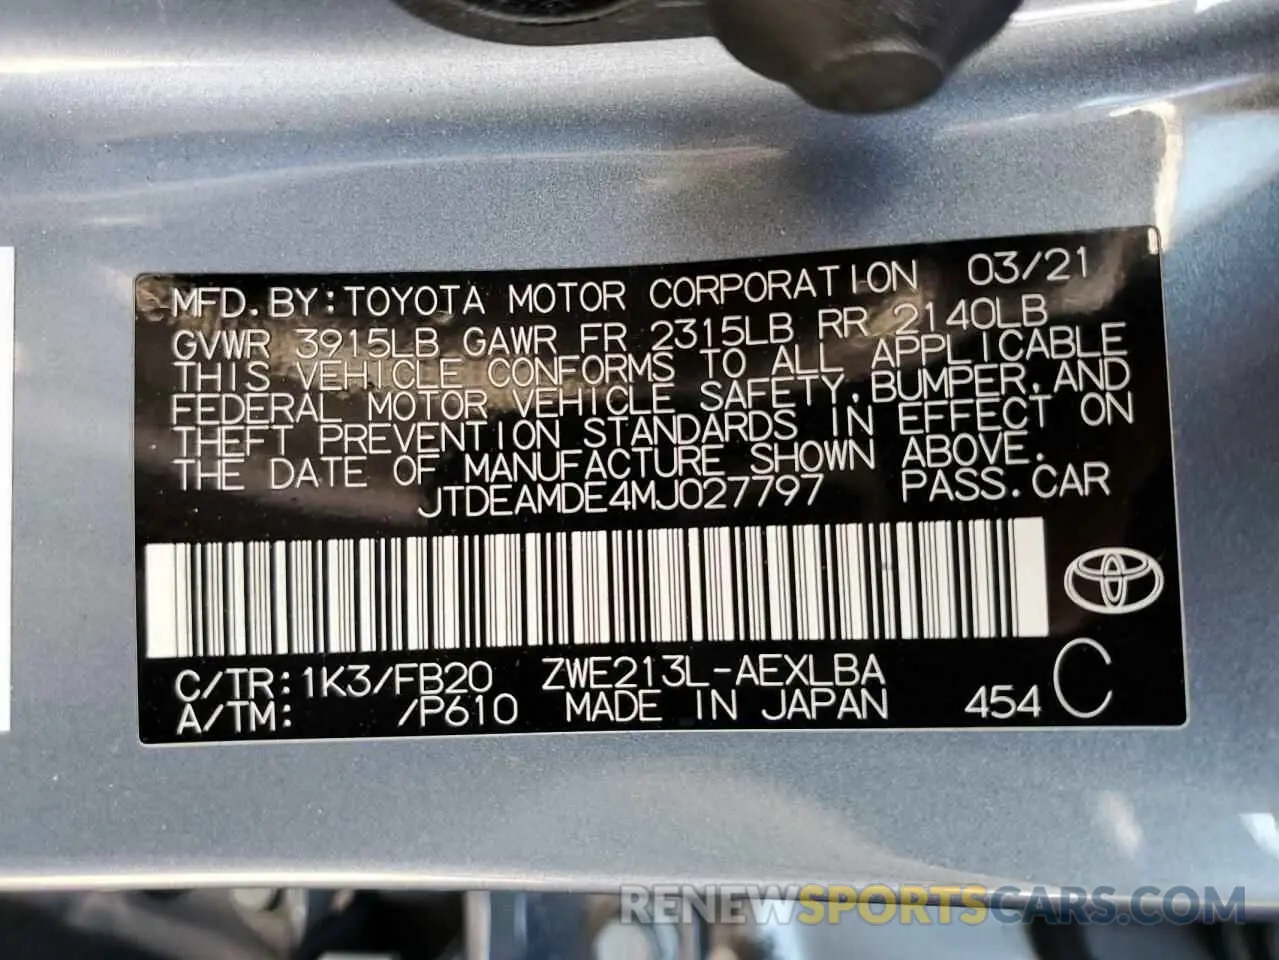 MFD. BY: TOYOTA MOTOR CORPORATION 03/21
GVWR 3915LB GAWR FR 2315LB RR 2140LB
THIS VEHICLE CONFORMS TO ALL APPLICABLE
FEDERAL MOTOR VEHICLE SAFETY, BUMPER, AND
THEFT PREVENTION STANDARDS IN EFFECT ON
THE DATE OF MANUFACTURE SHOWN ABOVE.
JTDEAMDE4MJ027797 PASS. CAR
C/TR: 1K3/FB20 ZWE213L-AEXLBA
A/TM: /P610 MADE IN JAPAN 454 C
RENEWSPORTSCARS.COM